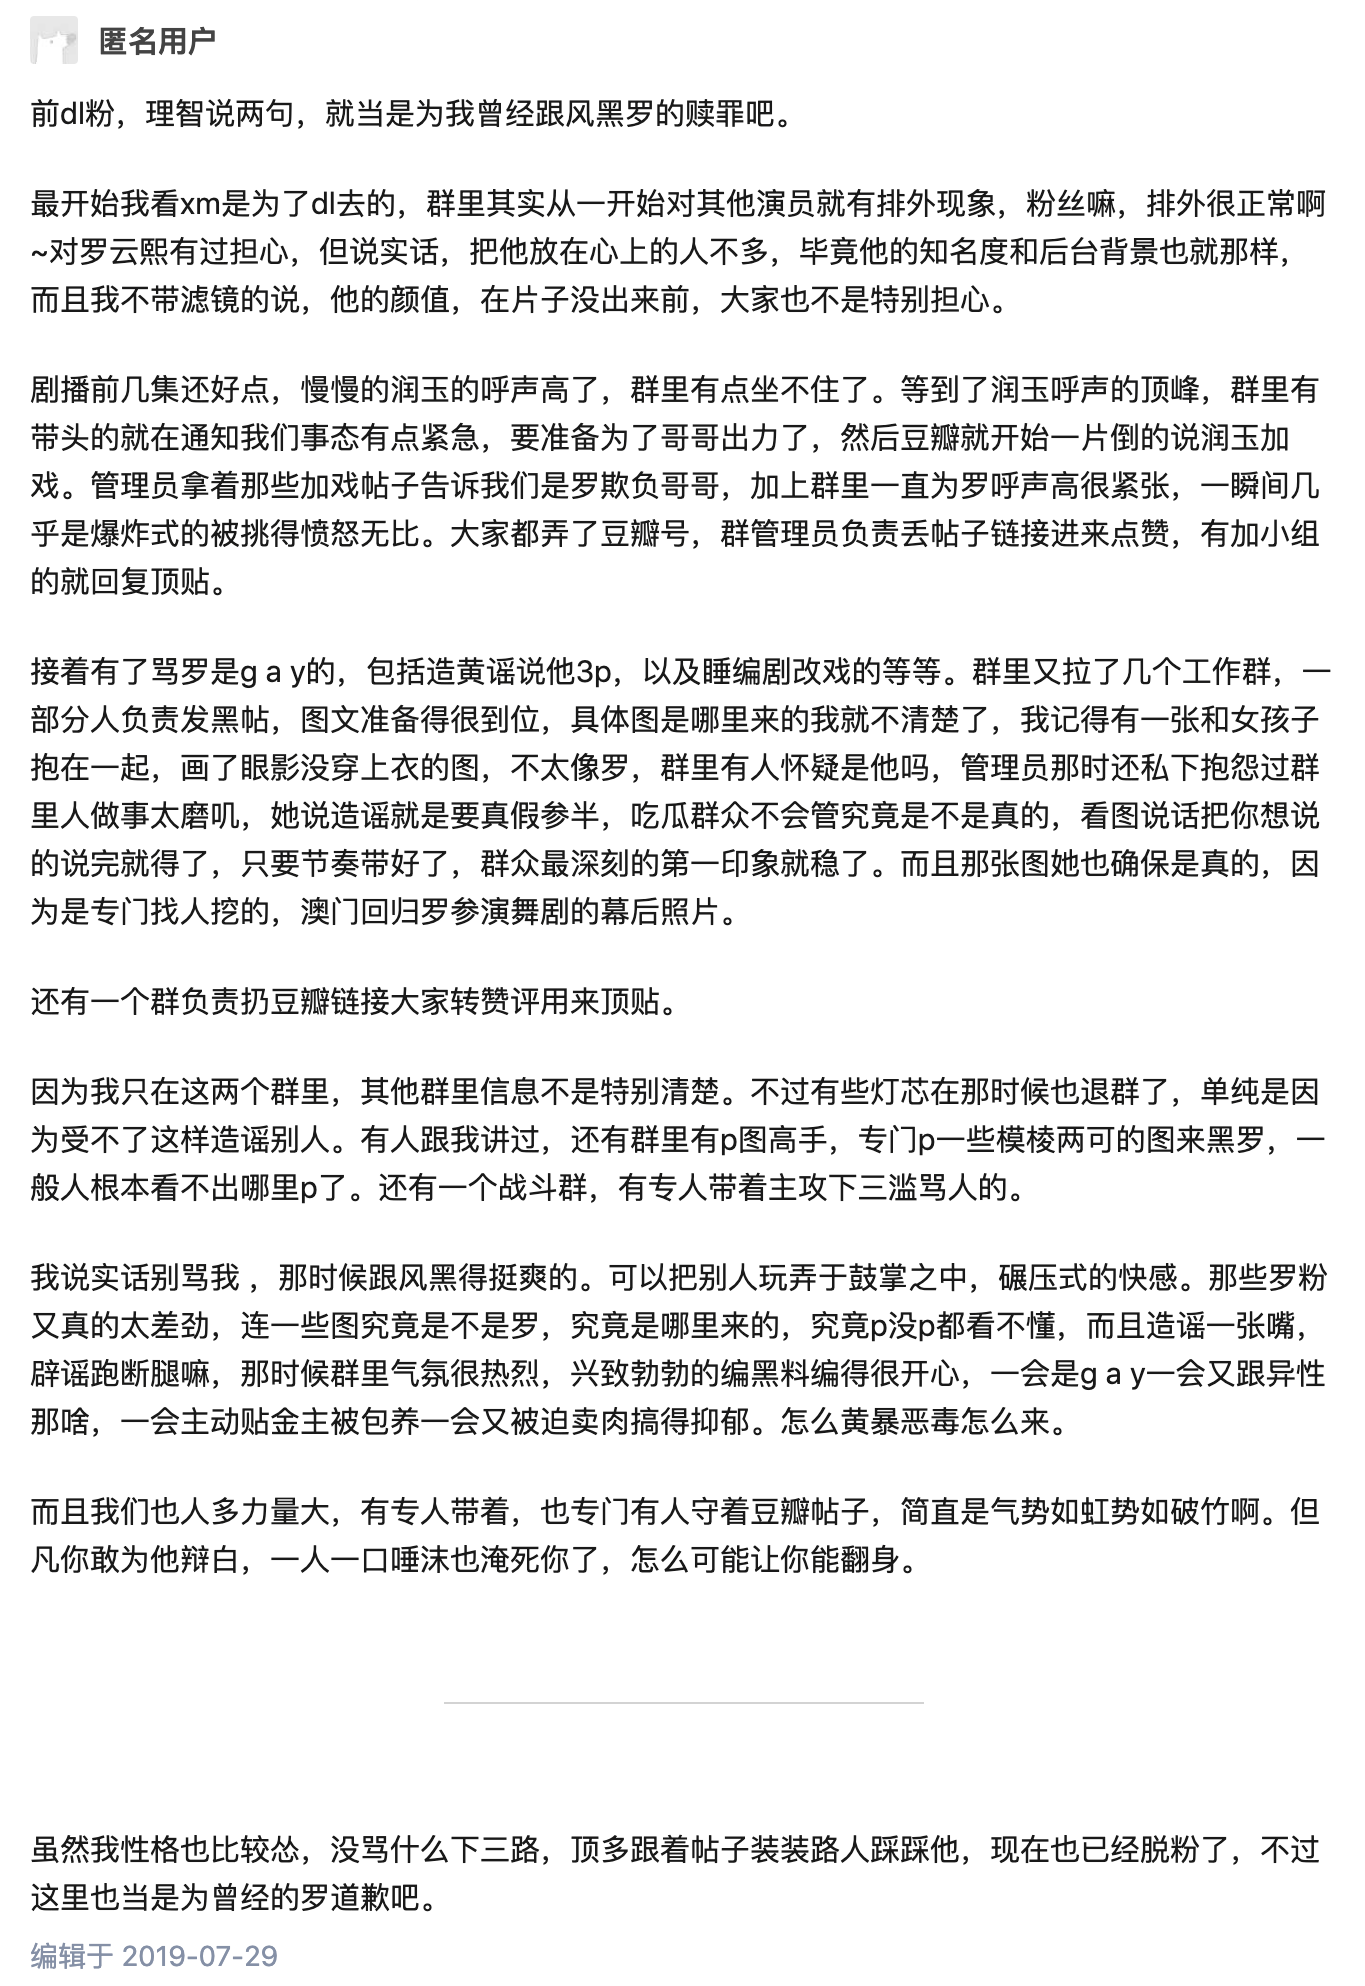 匿名用户
前dl粉，理智说两句，就当是为我曾经跟风黑罗的赎罪吧。
最开始我看xm是为了dl去的，群里其实从一开始对其他演员就有排外现象，粉丝嘛，排外很正常啊
~对罗云熙有过担心，但说实话，把他放在心上的人不多，毕竟他的知名度和后台背景也就那样，
而且我不带滤镜的说，他的颜值，在片子没出来前，大家也不是特别担心。
剧播前几集还好点，慢慢的润玉的呼声高了，群里有点坐不住了。等到了润玉呼声的顶峰，群里有
带头的就在通知我们事态有点紧急，要准备为了哥哥出力了，然后豆瓣就开始一片倒的说润玉加
戏。管理员拿着那些加戏帖子告诉我们是罗欺负哥哥，加上群里一直为罗呼声高很紧张，一瞬间几
乎是爆炸式的被挑得愤怒无比。大家都弄了豆瓣号，群管理员负责丢帖子链接进来点赞，有加小组
的就回复顶贴。
接着有了骂罗是g a y的，包括造黄谣说他3p，以及睡编剧改戏的等等。群里又拉了几个工作群，一
部分人负责发黑帖，图文准备得很到位，具体图是哪里来的我就不清楚了，我记得有一张和女孩子
抱在一起，画了眼影没穿上衣的图，不太像罗，群里有人怀疑是他吗，管理员那时还私下抱怨过群
里人做事太磨叽，她说造谣就是要真假参半，吃瓜群众不会管究竟是不是真的，看图说话把你想说
的说完就得了，只要节奏带好了，群众最深刻的第一印象就稳了。而且那张图她也确保是真的，因
为是专门找人挖的，澳门回归罗参演舞剧的幕后照片。
还有一个群负责扔豆瓣链接大家转赞评用来顶贴。
因为我只在这两个群里，其他群里信息不是特别清楚。不过有些灯芯在那时候也退群了，单纯是因
为受不了这样造谣别人。有人跟我讲过，还有群里有p图高手，专门p一些模棱两可的图来黑罗，一
般人根本看不出哪里p了。还有一个战斗群，有专人带着主攻下三滥骂人的。
我说实话别骂我 ，那时候跟风黑得挺爽的。可以把别人玩弄于鼓掌之中，碾压式的快感。那些罗粉
又真的太差劲，连一些图究竟是不是罗，究竟是哪里来的，究竟p没p都看不懂，而且造谣一张嘴，
辟谣跑断腿嘛，那时候群里气氛很热烈，兴致勃勃的编黑料编得很开心，一会是g a y一会又跟异性
那啥，一会主动贴金主被包养一会又被迫卖肉搞得抑郁。怎么黄暴恶毒怎么来。
而且我们也人多力量大，有专人带着，也专门有人守着豆瓣帖子，简直是气势如虹势如破竹啊。但
凡你敢为他辩白，一人一口唾沫也淹死你了，怎么可能让你能翻身。
虽然我性格也比较怂，没骂什么下三路，顶多跟着帖子装装路人踩踩他，现在也已经脱粉了，不过
这里也当是为曾经的罗道歉吧。
编辑于 2019-07-29